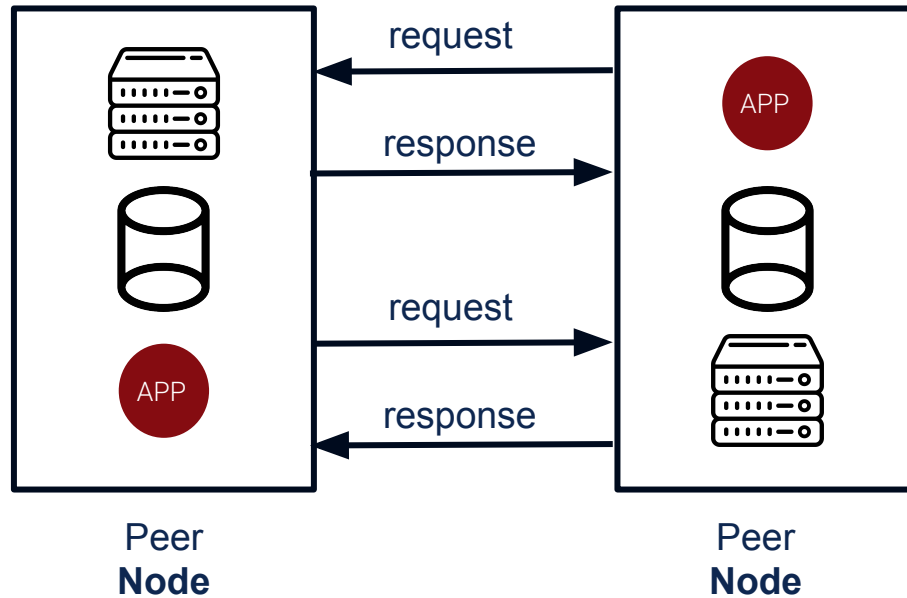 request
APP
response
request
APP
response
Peer
Node
Peer
Node